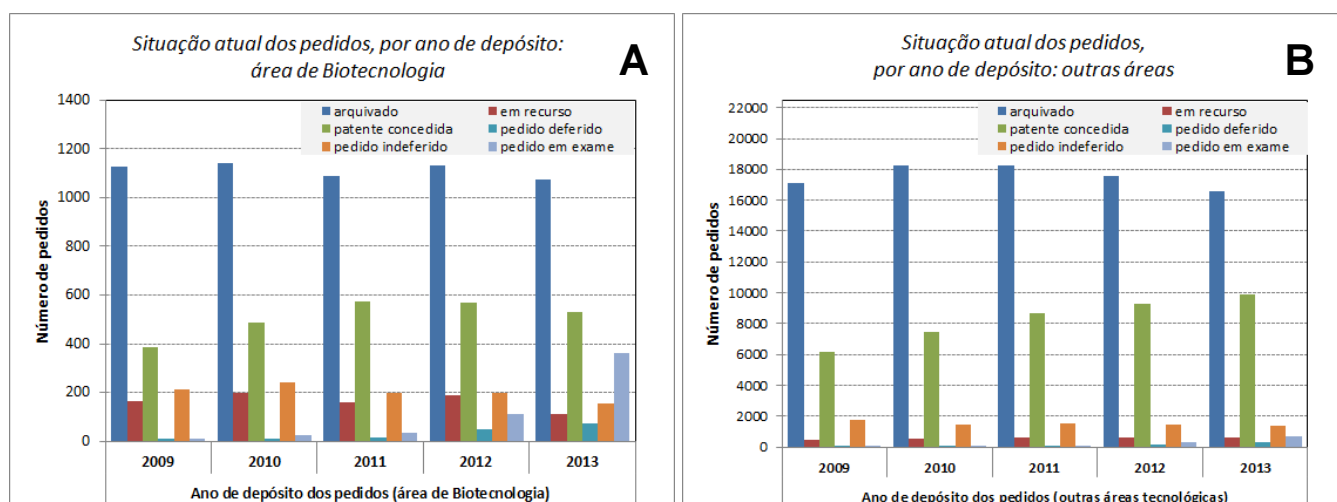 Situação atual dos pedidos, por ano de depósito:
área de Biotecnologia
A
1400
1200
1000
800
600
400
200
0
Número de pedidos
arquivado
em recurso
patente concedida
pedido deferido
pedido indeferido
pedido em exame
2009
2010
2011
2012
2013
Ano de depósito dos pedidos (área de Biotecnologia)
Situação atual dos pedidos,
por ano de depósito: outras áreas
B
22000
20000
18000
16000
14000
12000
10000
8000
6000
4000
2000
0
Número de pedidos
arquivado
em recurso
patente concedida
pedido deferido
pedido indeferido
pedido em exame
2009
2010
2011
2012
2013
Ano de depósito dos pedidos (outras áreas tecnológicas)